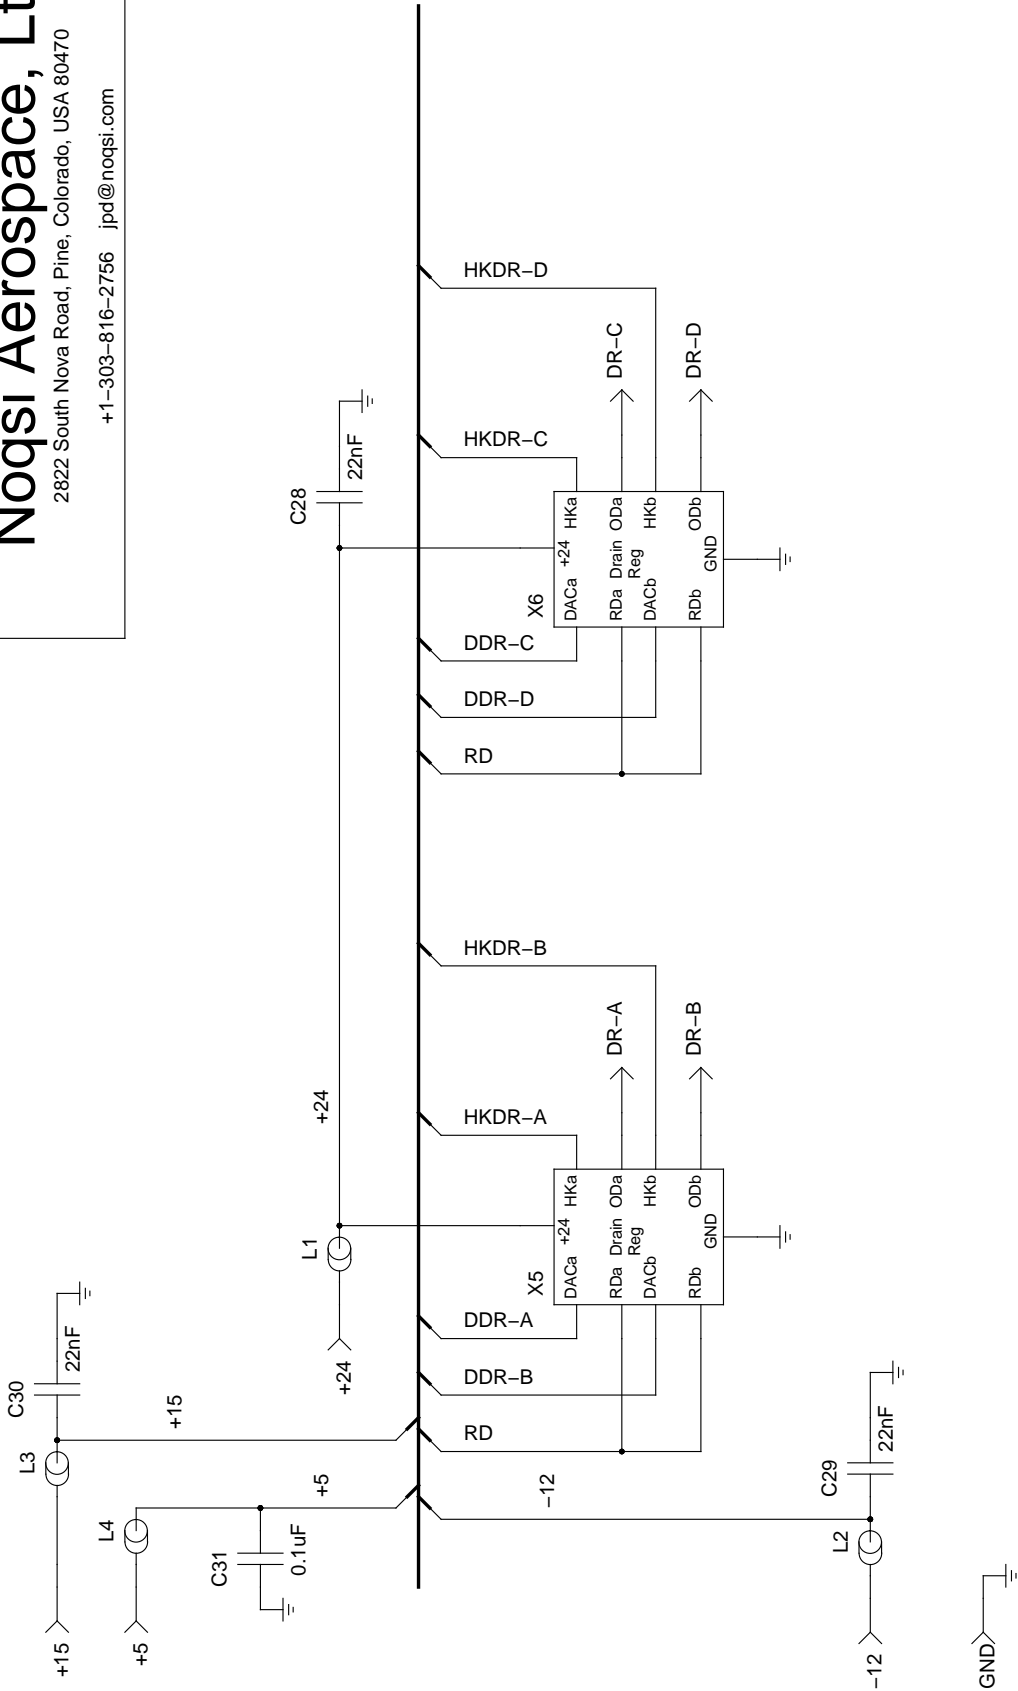 Noqsi Aerospace, Lt
2822 South Nova Road, Pine, Colorado, USA 80470
+1−303−816−2756 jpd@noqsi.com
+15
L3
C30
22nF
+15
+5
L4
C31
0.1uF
+5
+24
L1
+24
C28
22nF
−12
L2
C29
22nF
−12
GND
RD
DDR−B
DDR−A
HKDR−A
HKDR−B
X5
DACa
+24
HKa
RDa
Drain
Reg
ODa
DACb
HKb
RDb
GND
ODb
DR−A
DR−B
RD
DDR−D
DDR−C
HKDR−C
HKDR−D
X6
DACa
+24
HKa
RDa
Drain
Reg
ODa
DACb
HKb
RDb
GND
ODb
DR−C
DR−D